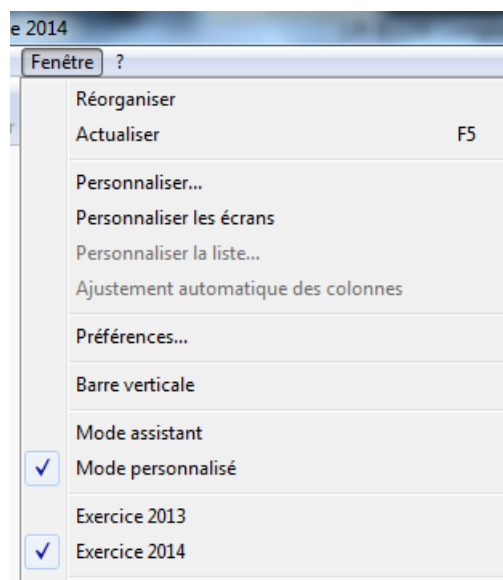 e 2014
Fenêtre ?
Réorganiser
Actualiser F5
Personnaliser...
Personnaliser les écrans
Personnaliser la liste...
Ajustement automatique des colonnes
Préférences...
Barre verticale
Mode assistant
Mode personnalisé
Exercice 2013
Exercice 2014